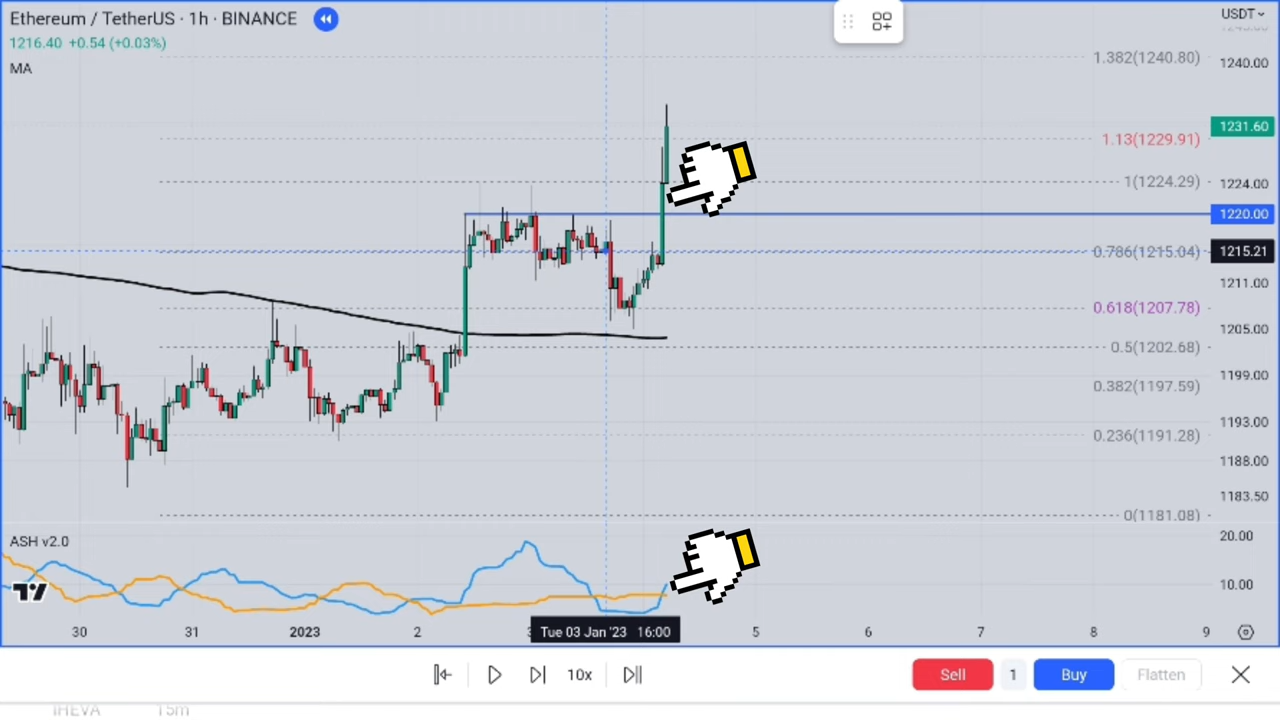 Ethereum / TetherUS · 1h · BINANCE
USDT
1216.40 +0.54 (+0.03%)
MA
1.382(1240.80)
1240.00
1231.60
1.13(1229.91)
1(1224.29)
1224.00
1220.00
0.786(1215.04)
1215.21
1211.00
0.618(1207.78)
1205.00
0.5(1202.68)
1199.00
0.382(1197.59)
1193.00
0.236(1191.28)
1188.00
1183.50
0(1181.08)
ASH v2.0
20.00
10.00
30 31 2023 2 Tue 03 Jan '23 16:00 5 6 7 8 9
10x
Sell 1 Buy Flatten
15m